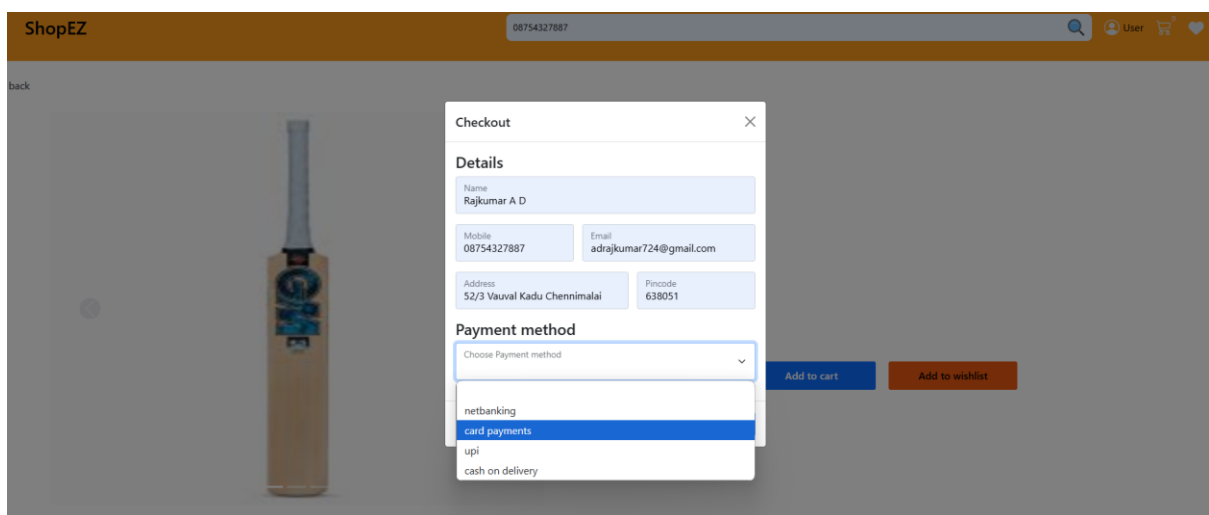 ShopEZ
08754327887
User
0
back
Checkout
Details
Name
Rajkumar A D
Mobile
08754327887
Email
adrajkumar724@gmail.com
Address
52/3 Vauval Kadu Chennimalai
Pincode
638051
Payment method
Choose Payment method
netbanking
card payments
upi
cash on delivery
Add to cart
Add to wishlist
GM